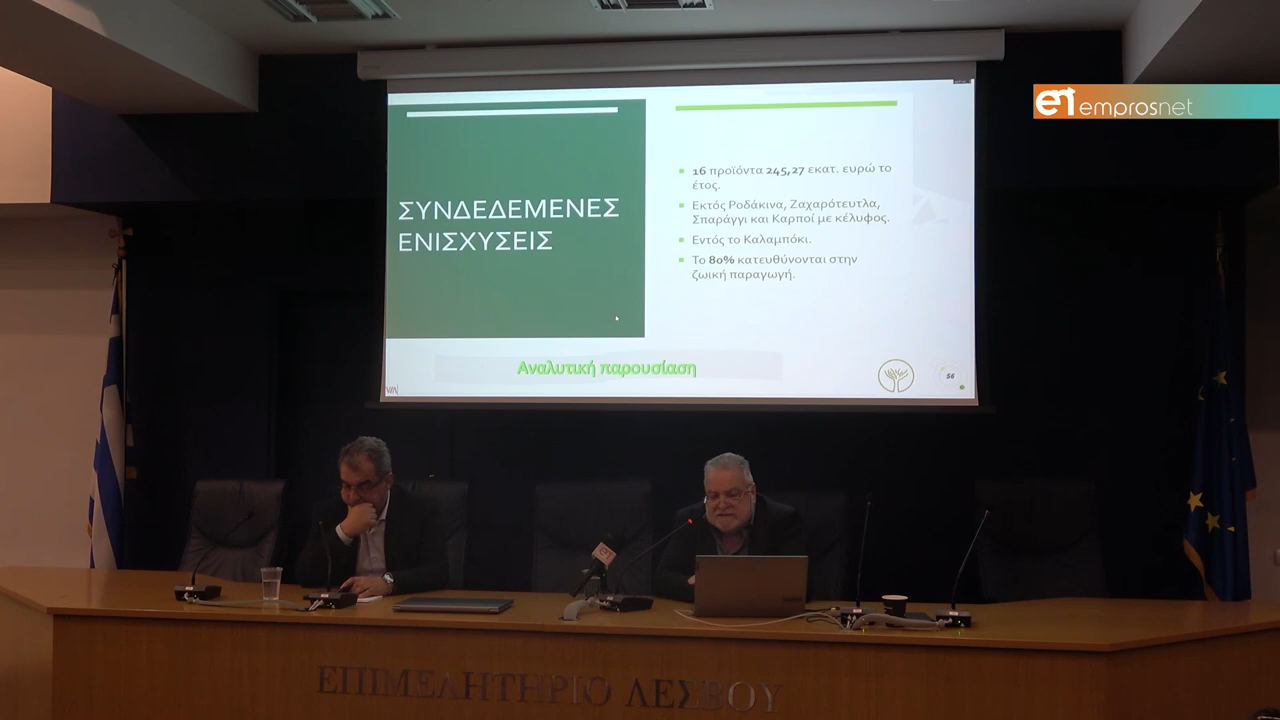 emprosnet
ΣΥΝΔΕΔΕΜΕΝΕΣ
ΕΝΙΣΧΥΣΕΙΣ
16 προϊόντα 245,27 εκατ. ευρώ το
έτος.
Εκτός Ροδάκινα, Ζαχαρότευτλα,
Σπαράγγι και Καρποί με κέλυφος.
Εντός το Καλαμπόκι.
Το 80% κατευθύνονται στην
ζωική παραγωγή.
Αναλυτική παρουσίαση
56
ΕΠΙΜΕΛΗΤΗΡΙΟ ΛΕΣΒΟΥ